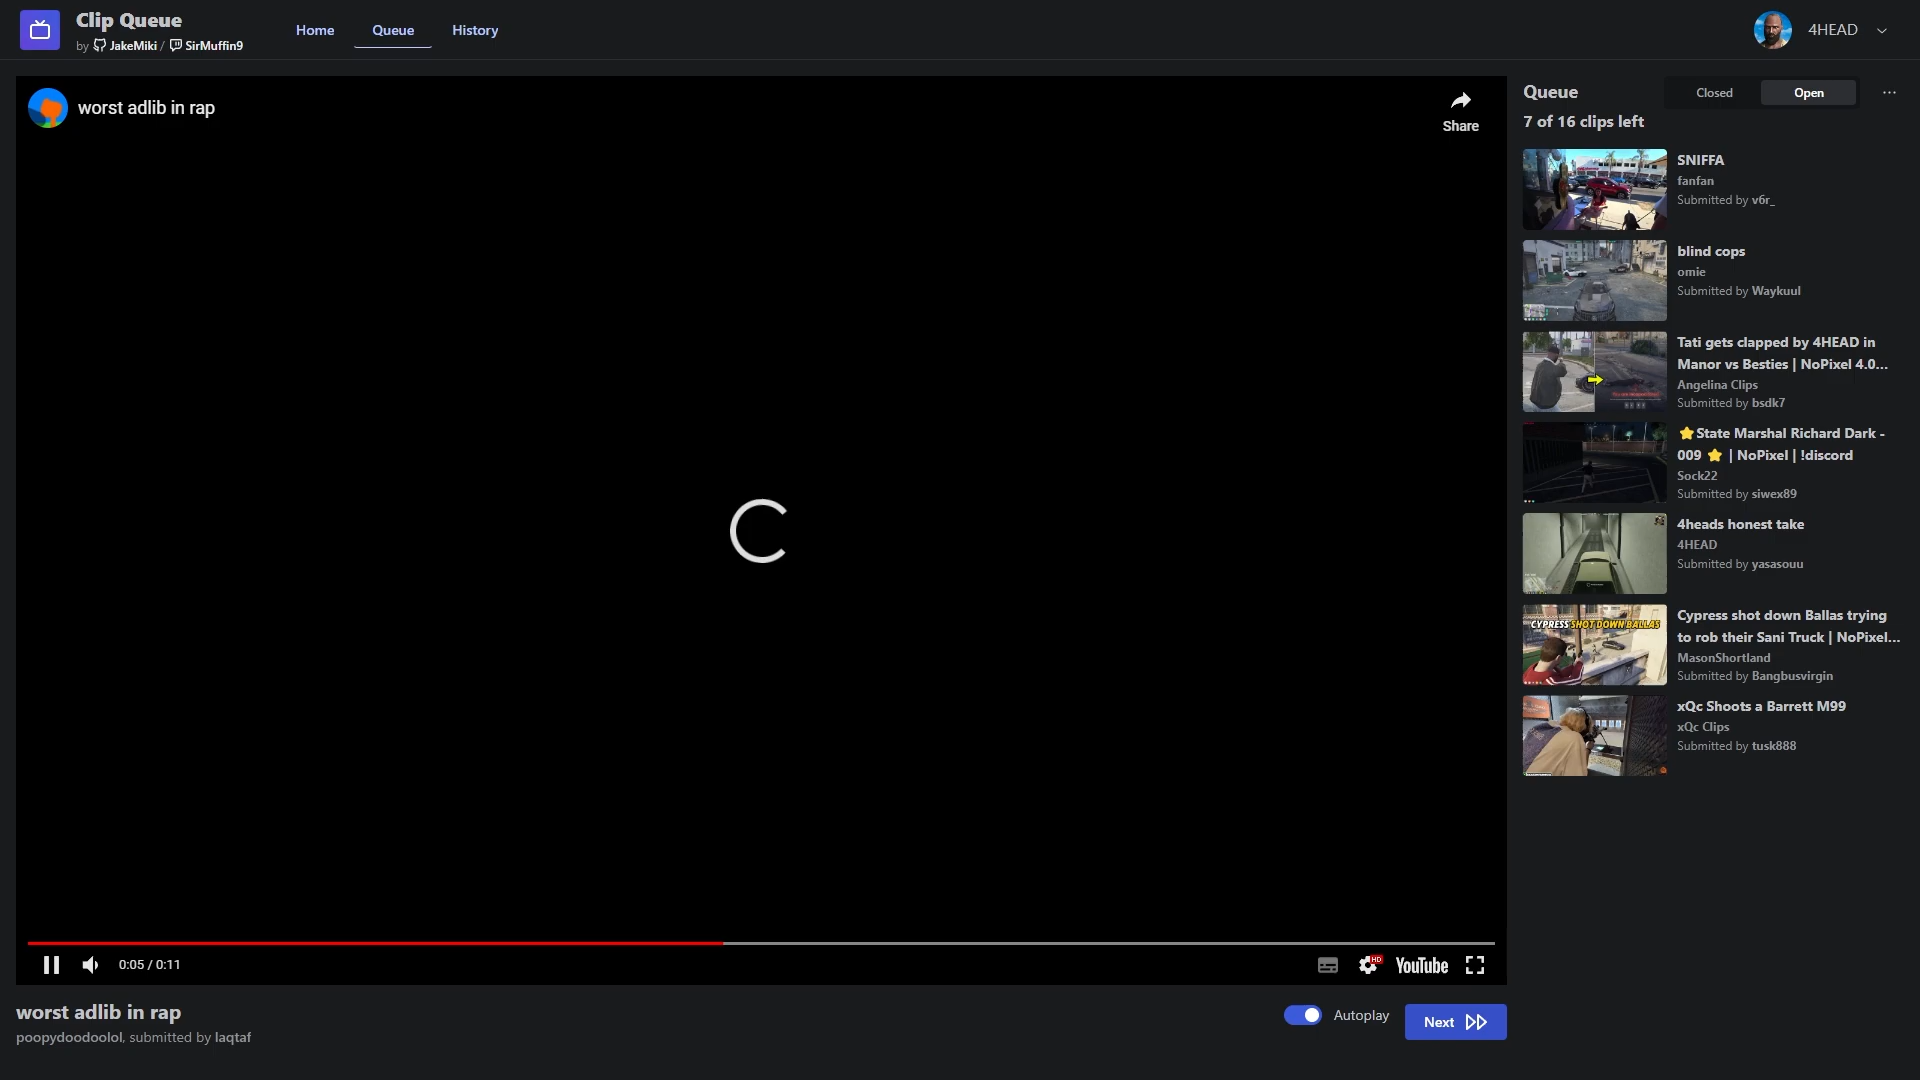 Clip Queue
by JakeMiki / SirMuffin9
Home
Queue
History
4HEAD
worst adlib in rap
Share
0:05 / 0:11
HD
YouTube
worst adlib in rap
poopydoodoolol, submitted by laqtaf
Autoplay
Next
Queue
Closed
Open
7 of 16 clips left
SNIFFA
fanfan
Submitted by v6r_
blind cops
omie
Submitted by Waykuul
Tati gets clapped by 4HEAD in
Manor vs Besties | NoPixel 4.0...
Angelina Clips
Submitted by bsdk7
⭐State Marshal Richard Dark -
009 ⭐ | NoPixel | !discord
Sock22
Submitted by siwex89
4heads honest take
4HEAD
Submitted by yasasouu
CYPRESS SHOT DOWN BALLAS
Cypress shot down Ballas trying
to rob their Sani Truck | NoPixel...
MasonShortland
Submitted by Bangbusvirgin
xQc Shoots a Barrett M99
xQc Clips
Submitted by tusk888